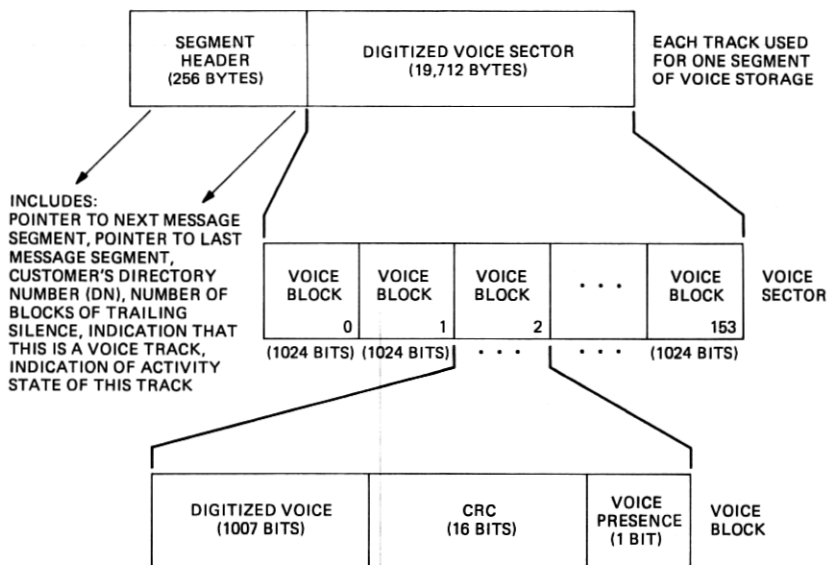 SEGMENT
HEADER
(256 BYTES)
DIGITIZED VOICE SECTOR
(19,712 BYTES)
EACH TRACK USED
FOR ONE SEGMENT
OF VOICE STORAGE
INCLUDES:
POINTER TO NEXT MESSAGE
SEGMENT, POINTER TO LAST
MESSAGE SEGMENT,
CUSTOMER'S DIRECTORY
NUMBER (DN), NUMBER OF
BLOCKS OF TRAILING
SILENCE, INDICATION THAT
THIS IS A VOICE TRACK,
INDICATION OF ACTIVITY
STATE OF THIS TRACK
VOICE
BLOCK
0
(1024 BITS)
VOICE
BLOCK
1
(1024 BITS)
VOICE
BLOCK
2
. . .
. . .
. . .
VOICE
BLOCK
153
(1024 BITS)
VOICE
SECTOR
DIGITIZED VOICE
(1007 BITS)
CRC
(16 BITS)
VOICE
PRESENCE
(1 BIT)
VOICE
BLOCK